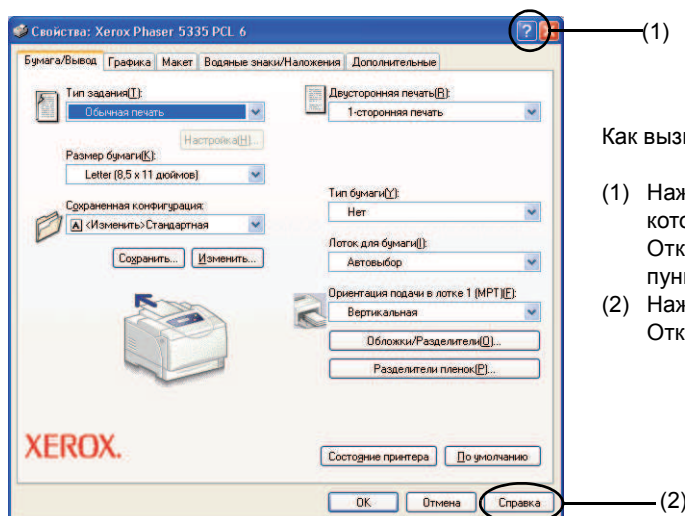 Свойства: Xerox Phaser 5335 PCL 6
?
(1)
Бумага/Вывод Графика Макет Водяные знаки/Наложения Дополнительные
Тип задания(T):
Обычная печать
Настройка(H)...
Размер бумаги(K):
Letter (8,5 x 11 дюймов)
Сохраненная конфигурация:
A <Изменить>Стандартная
Сохранить... Изменить...
Двусторонняя печать(R):
1-сторонняя печать
Тип бумаги(Y):
Нет
Лоток для бумаги(I):
Автовыбор
Ориентация подачи в лотке 1 (MPT)(F):
Вертикальная
Обложки/Разделители(O)...
Разделители пленок(P)...
XEROX.
Состояние принтера По умолчанию
OK Отмена Справка
(2)
Как вызв
(1) Наж
кото
Отк
пун
(2) Наж
Отк